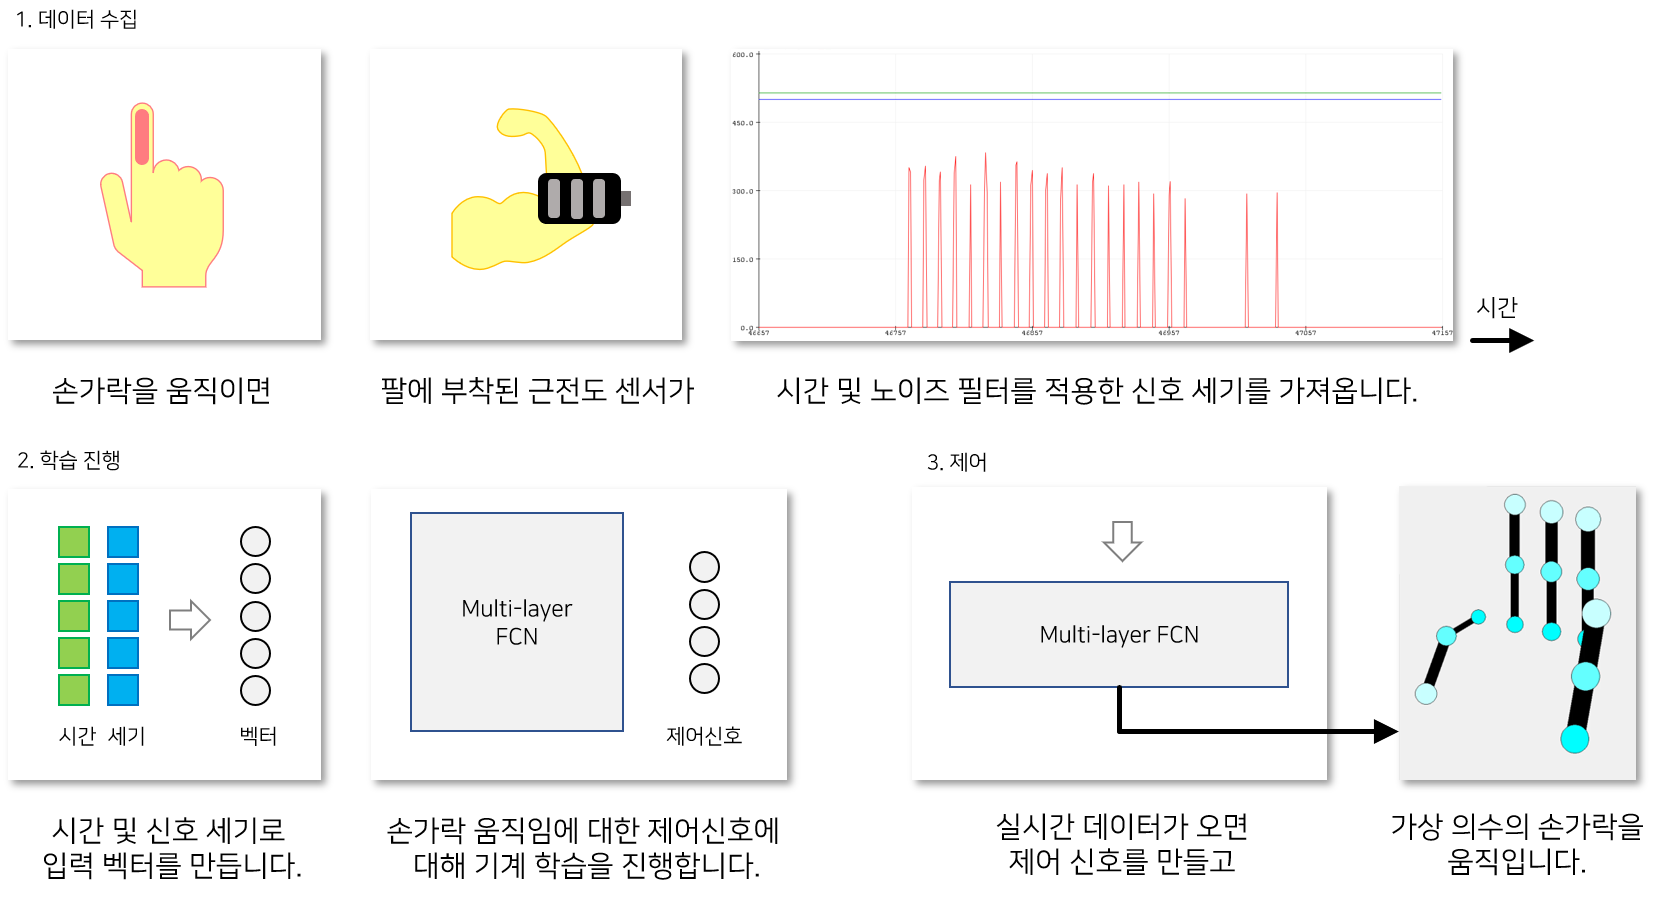 1. 데이터 수집
600.0
450.0
300.0
150.0
0.0
46657
46757
46857
46957
47057
47157
시간
손가락을 움직이면
팔에 부착된 근전도 센서가
시간 및 노이즈 필터를 적용한 신호 세기를 가져옵니다.
2. 학습 진행
시간
세기
벡터
Multi-layer
FCN
제어신호
시간 및 신호 세기로
입력 벡터를 만듭니다.
손가락 움직임에 대한 제어신호에
대해 기계 학습을 진행합니다.
3. 제어
Multi-layer FCN
실시간 데이터가 오면
제어 신호를 만들고
가상 의수의 손가락을
움직입니다.